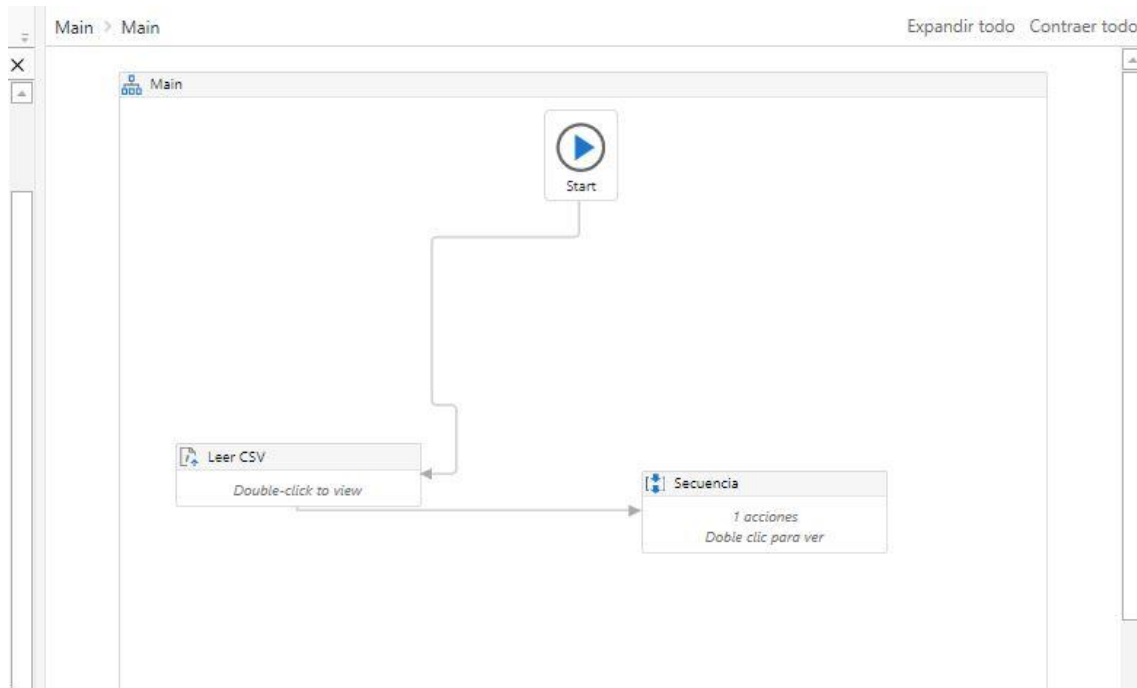 Main > Main
Expandir todo Contraer todo
Main
Start
Leer CSV
Double-click to view
Secuencia
1 acciones
Doble clic para ver